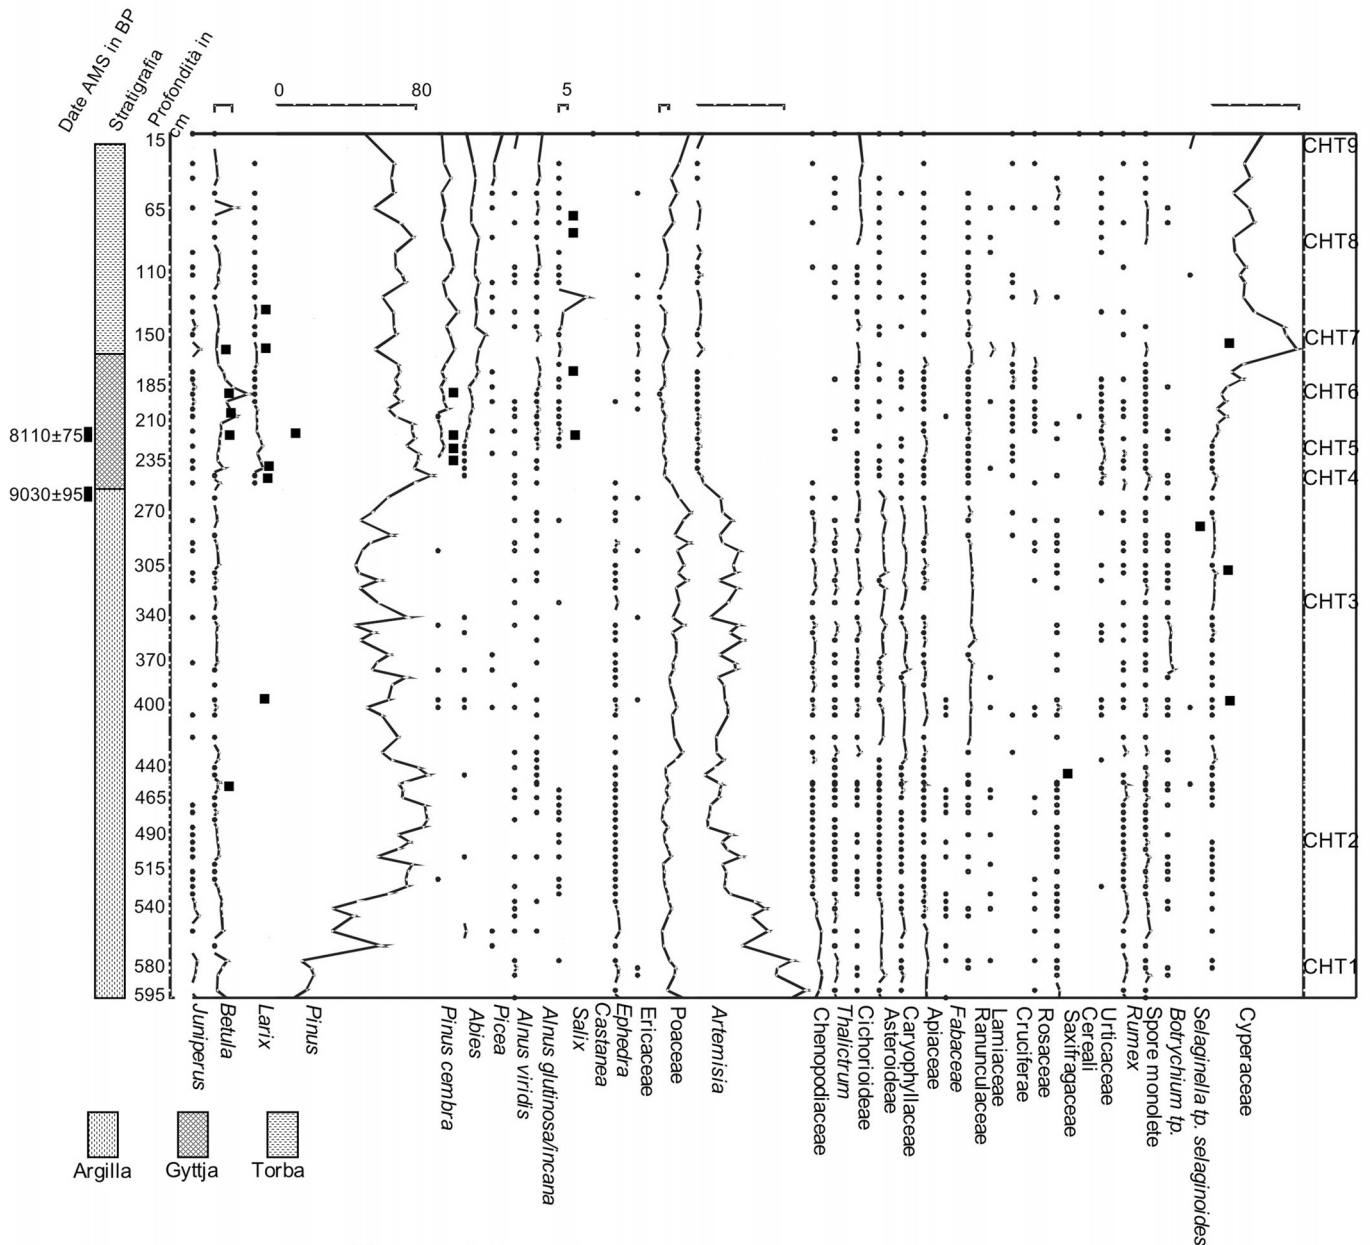 Date AMS in BP
Stratigrafia
Profondità in
cm
0 80 5
15
65
110
150
185
210
235
270
305
340
370
400
440
465
490
515
540
580
595
8110±75
9030±95
CHT9
CHT8
CHT7
CHT6
CHT5
CHT4
CHT3
CHT2
CHT1
Juniperus
Betula
Larix
Pinus
Pinus cembra
Abies
Picea
Alnus viridis
Alnus glutinosa/incana
Salix
Castanea
Ephedra
Ericaceae
Poaceae
Artemisia
Chenopodiaceae
Thalictrum
Cichorioideae
Asteroideae
Caryophyllaceae
Apiaceae
Fabaceae
Ranunculaceae
Lamiaceae
Cruciferae
Rosaceae
Saxifragaceae
Cereali
Urticaceae
Rumex
Spore monolete
Botrychium tp.
Selaginella tp. selaginoides
Cyperaceae
Argilla
Gyttja
Torba